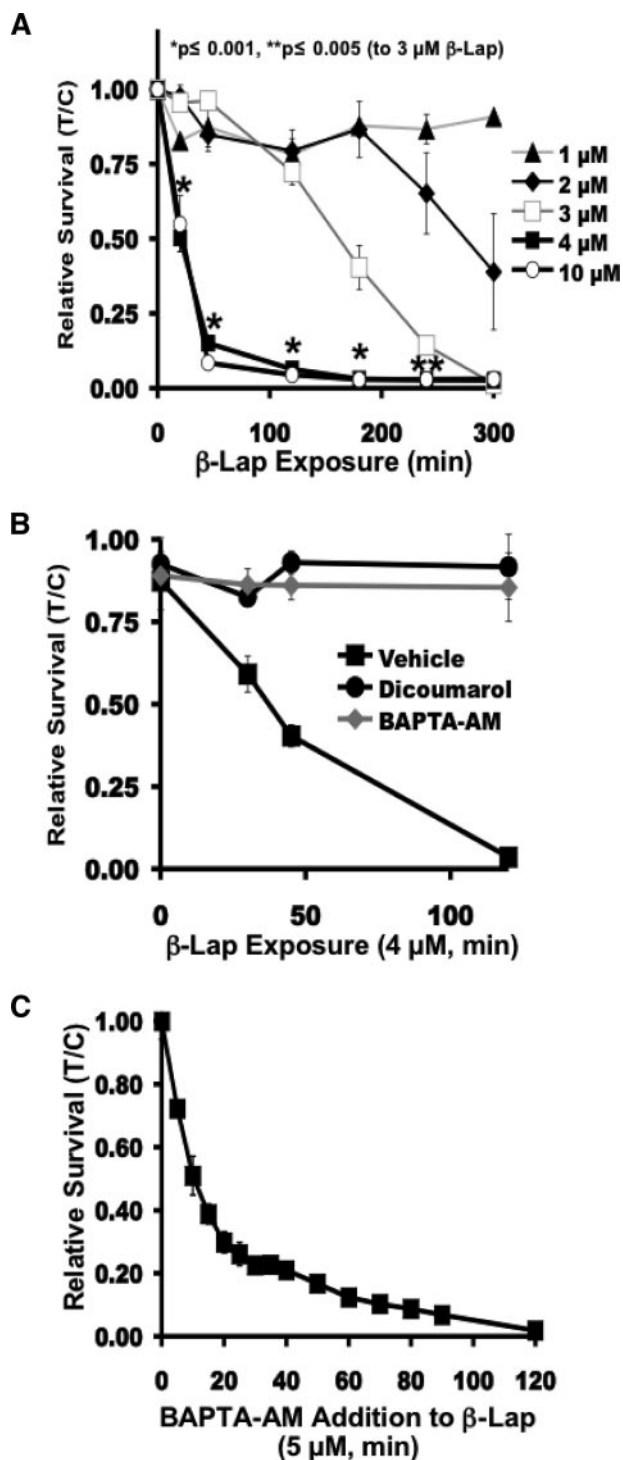 A
*p≤ 0.001, **p≤ 0.005 (to 3 µM β-Lap)
Relative Survival (T/C)
1.00
0.75
0.50
0.25
0.00
*
*
*
*
**
1 µM
2 µM
3 µM
4 µM
10 µM
0 100 200 300
β-Lap Exposure (min)
B
Relative Survival (T/C)
1.00
0.75
0.50
0.25
0.00
Vehicle
Dicoumarol
BAPTA-AM
0 50 100
β-Lap Exposure (4 µM, min)
C
Relative Survival (T/C)
1.00
0.80
0.60
0.40
0.20
0.00
0 20 40 60 80 100 120
BAPTA-AM Addition to β-Lap
(5 µM, min)